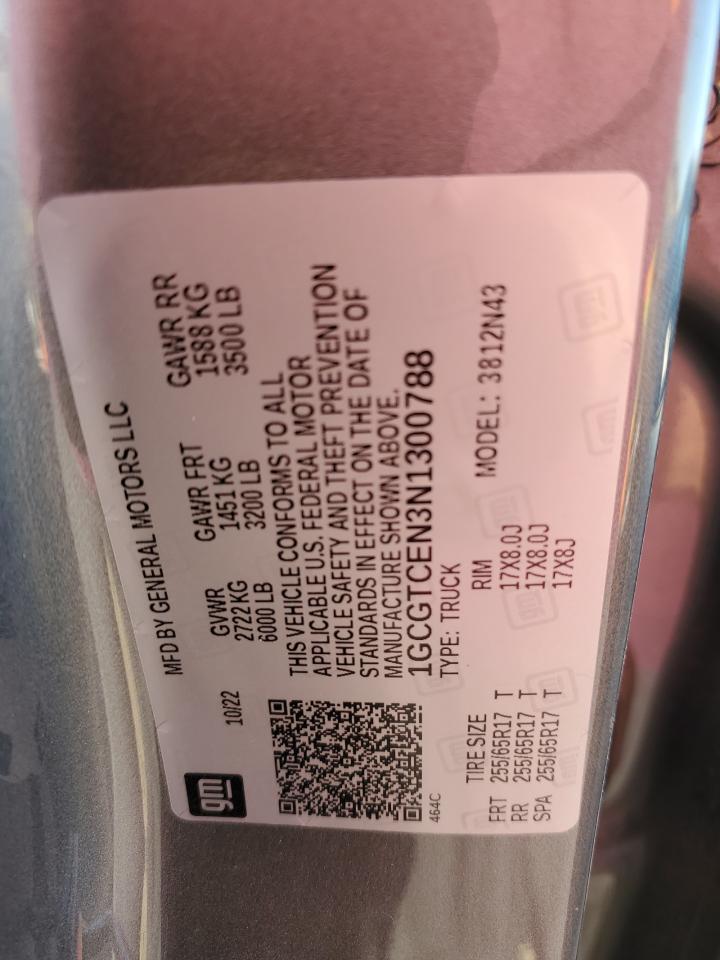 gm
10/22
MFD BY GENERAL MOTORS LLC
GVWR GAWR FRT GAWR RR
2722 KG 1451 KG 1588 KG
6000 LB 3200 LB 3500 LB
THIS VEHICLE CONFORMS TO ALL
APPLICABLE U.S. FEDERAL MOTOR
VEHICLE SAFETY AND THEFT PREVENTION
STANDARDS IN EFFECT ON THE DATE OF
MANUFACTURE SHOWN ABOVE.
1GCGTCEN3N1300788
464C
TYPE: TRUCK MODEL: 3812N43
TIRE SIZE RIM
FRT 255/65R17 T 17X8.0J
RR 255/65R17 T 17X8.0J
SPA 255/65R17 T 17X8J